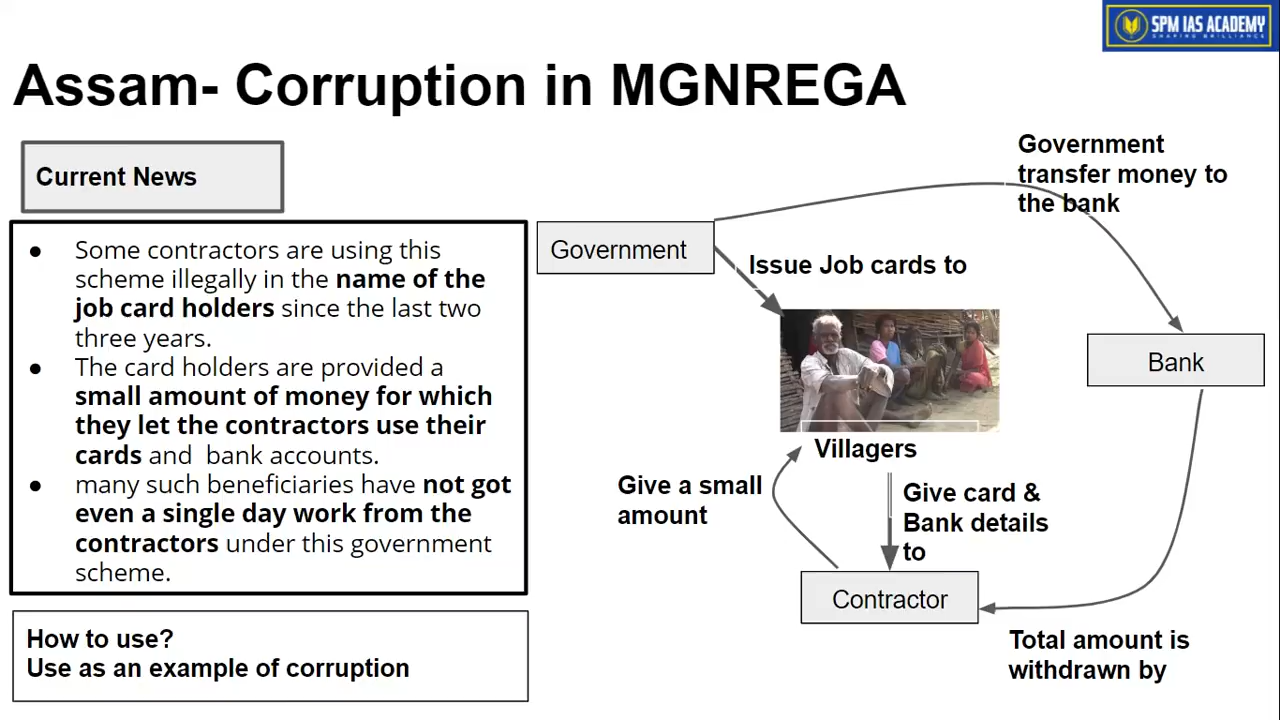 SPM IAS ACADEMY
SHAPING BRILLIANCE
Assam- Corruption in MGNREGA
Current News
● Some contractors are using this
scheme illegally in the name of the
job card holders since the last two
three years.
● The card holders are provided a
small amount of money for which
they let the contractors use their
cards and bank accounts.
● many such beneficiaries have not got
even a single day work from the
contractors under this government
scheme.
How to use?
Use as an example of corruption
Government
transfer money to
the bank
Government
Issue Job cards to
Bank
Villagers
Give a small
amount
Give card &
Bank details
to
Contractor
Total amount is
withdrawn by